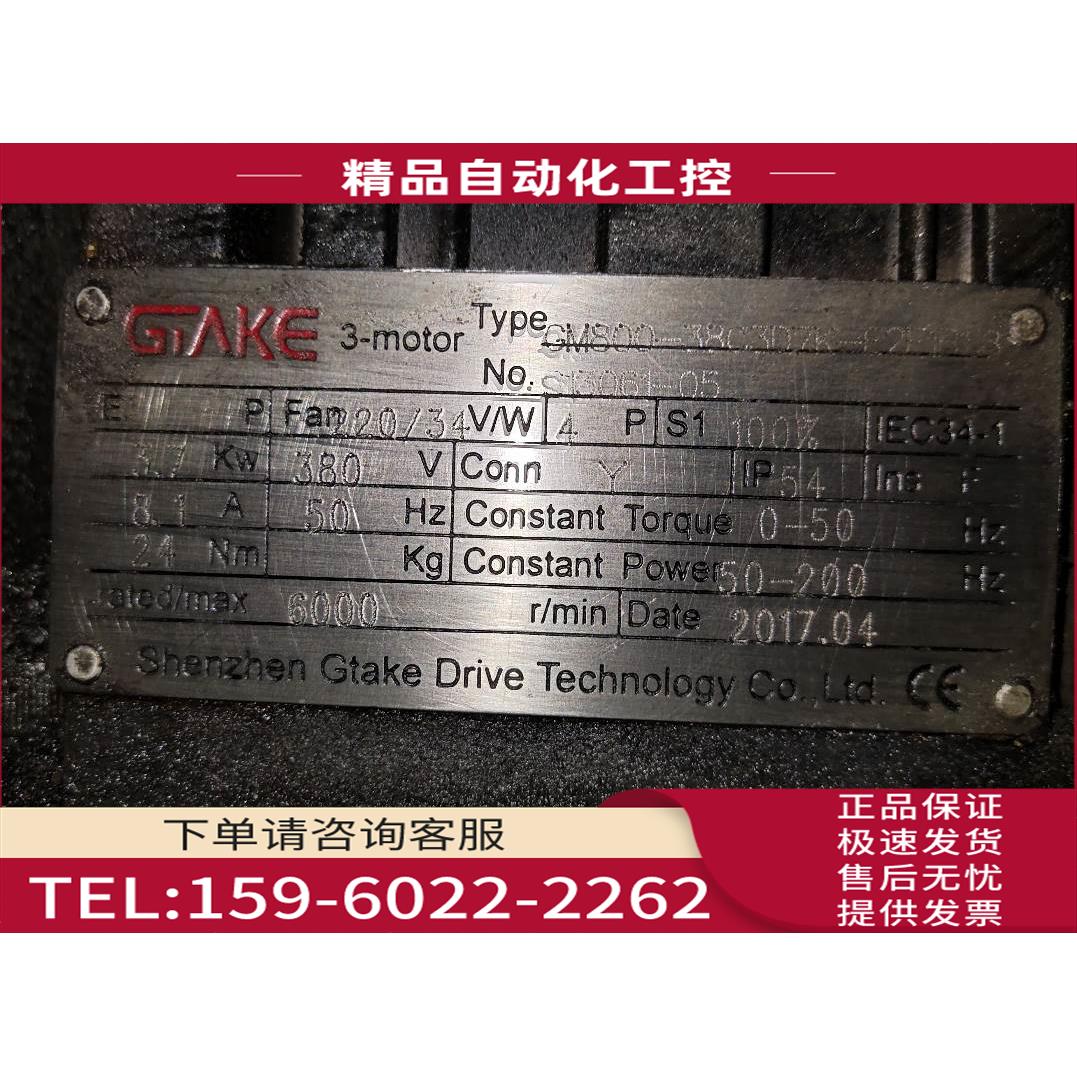 精品自动化工控
GTAKE 3-motor Type
No. S13061-05
E P Fan 220/34 V/W 4 P S1 100% IEC34-1
3.7 Kw 380 V Conn Y IP 54 Ins F
8.1 A 50 Hz Constant Torque 0-50 Hz
24 Nm Kg Constant Power 50-200 Hz
rated/max 6000 r/min Date 2017.04
Shenzhen Gtake Drive Technology Co.,Ltd. CE
下单请咨询客服
TEL:159-6022-2262
正品保证
极速发货
售后无忧
提供发票